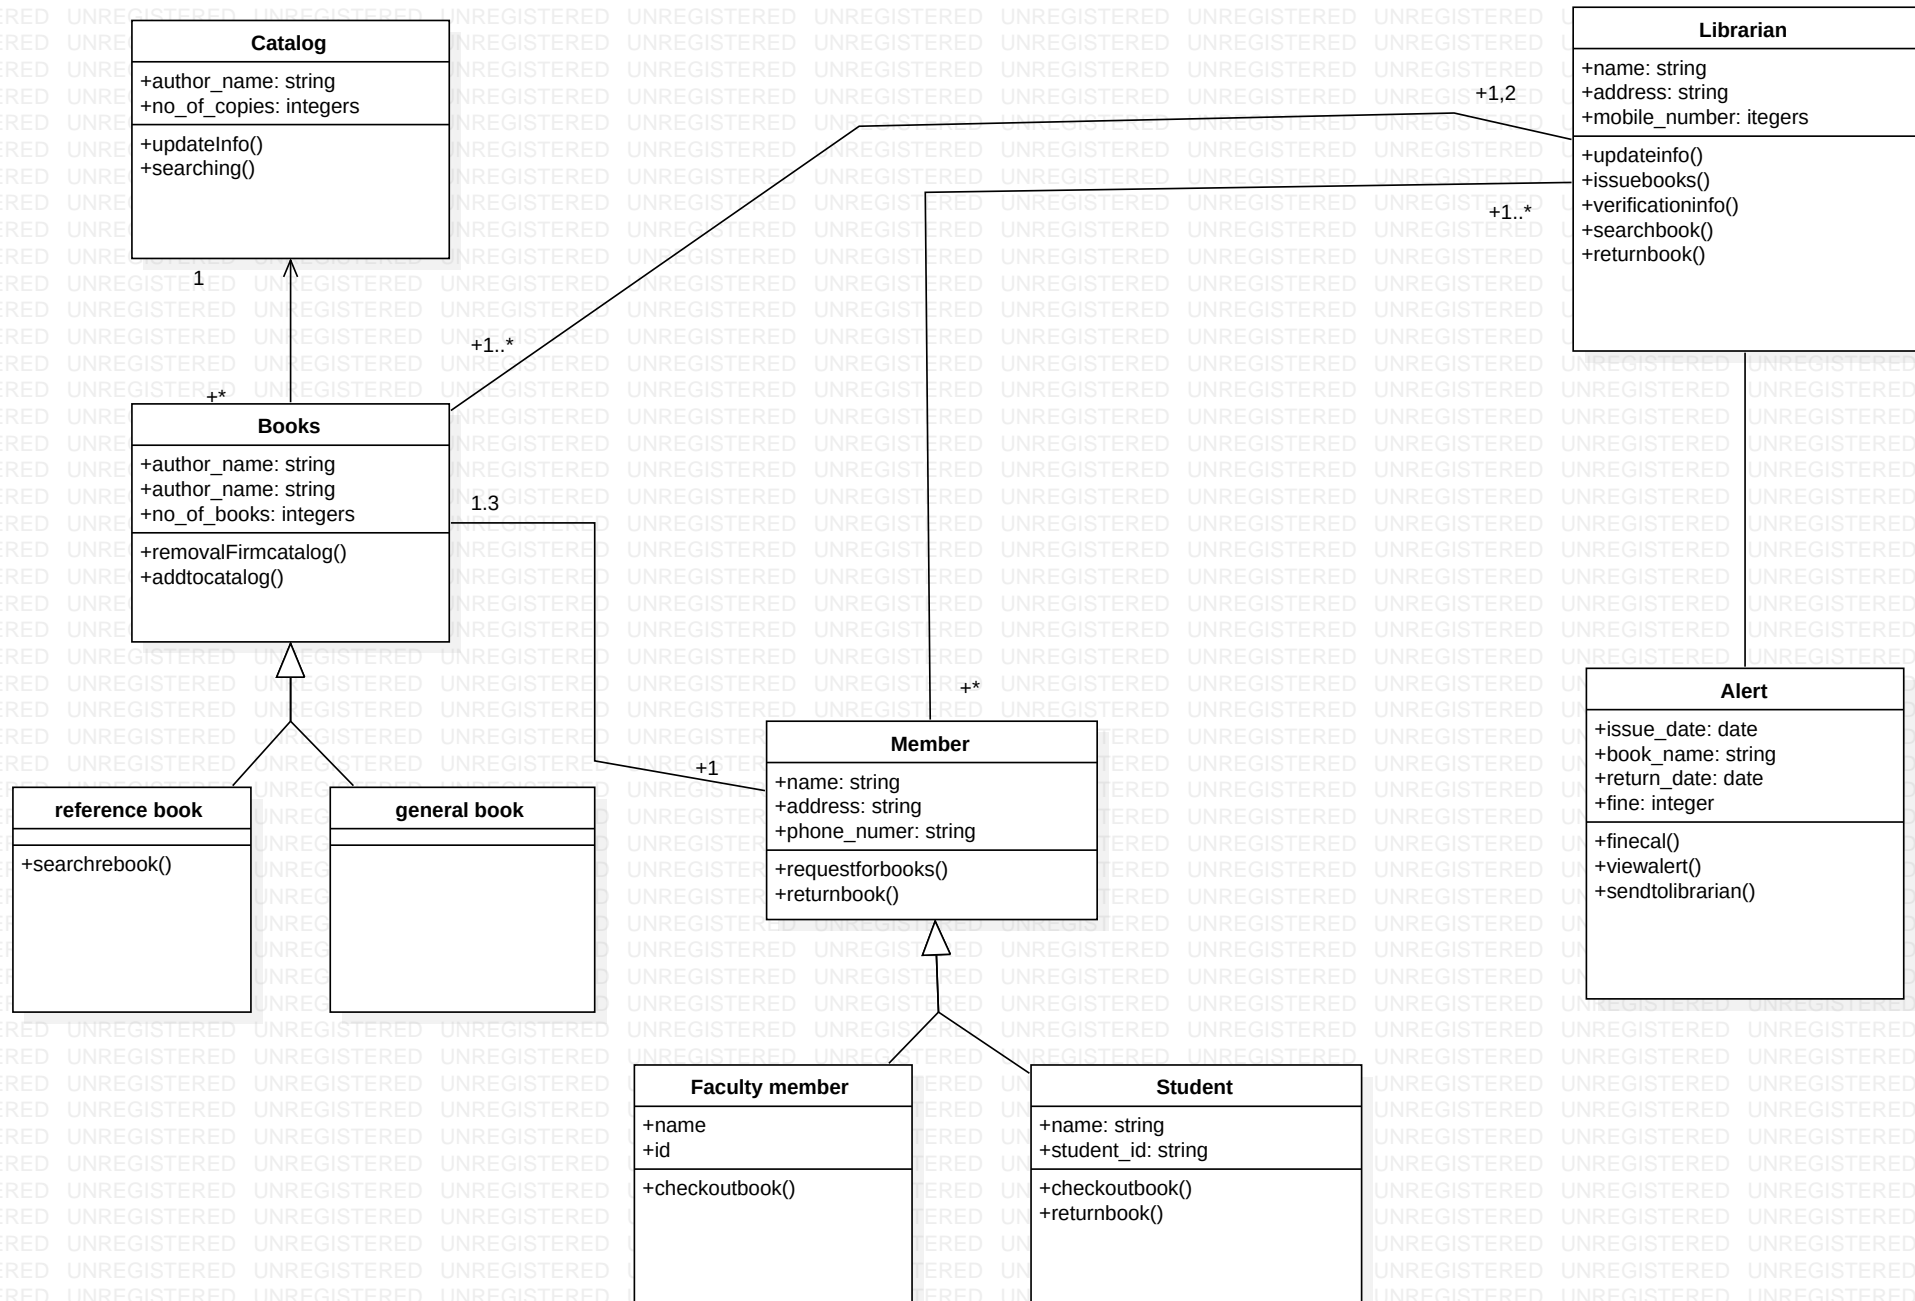 Catalog
+author_name: string
+no_of_copies: integers
+updateInfo()
+searching()
1
+*
Books
+author_name: string
+author_name: string
+no_of_books: integers
+removalFirmcatalog()
+addtocatalog()
+1..*
+1,2
1.3
+1
Librarian
+name: string
+address: string
+mobile_number: itegers
+updateinfo()
+issuebooks()
+verificationinfo()
+searchbook()
+returnbook()
+1..*
+*
reference book
+searchrebook()
general book
Member
+name: string
+address: string
+phone_numer: string
+requestforbooks()
+returnbook()
Alert
+issue_date: date
+book_name: string
+return_date: date
+fine: integer
+finecal()
+viewalert()
+sendtolibrarian()
Faculty member
+name
+id
+checkoutbook()
Student
+name: string
+student_id: string
+checkoutbook()
+returnbook()
UNREGISTERED